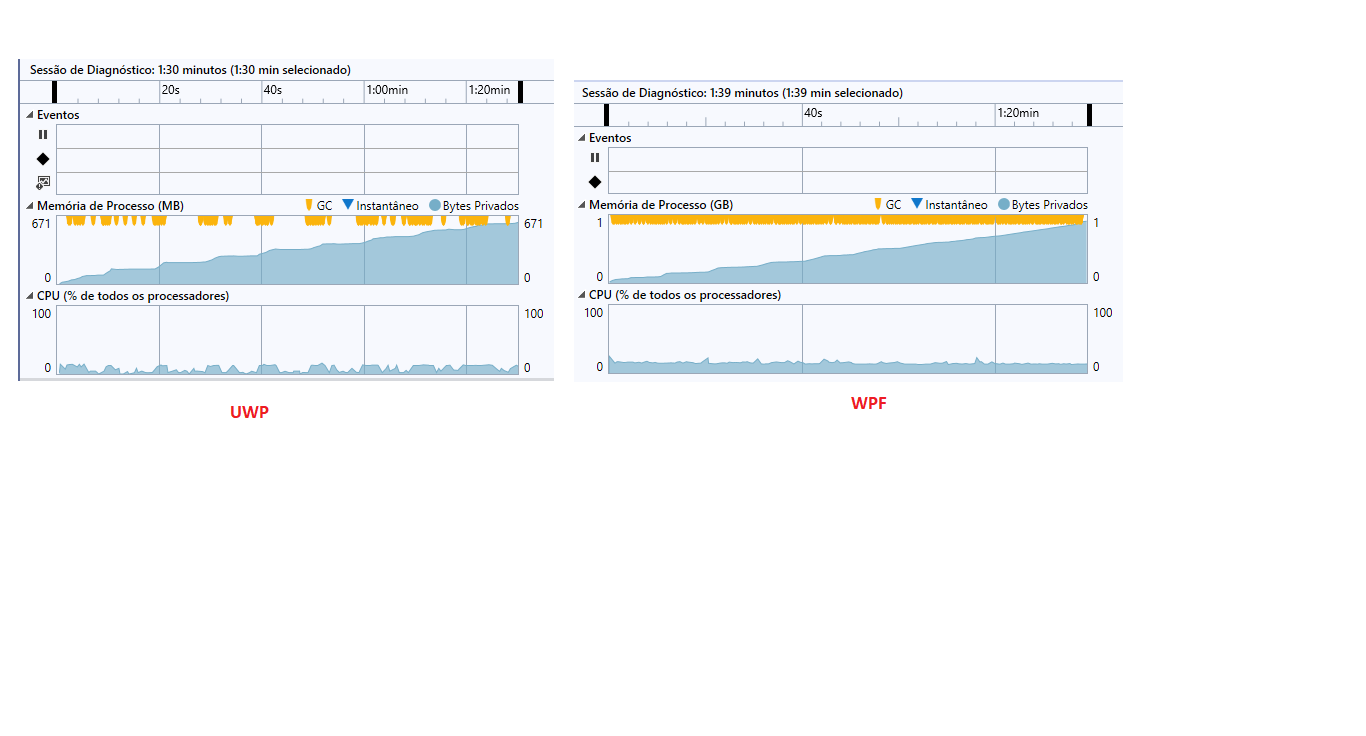 Sessão de Diagnóstico: 1:30 minutos (1:30 min selecionado)
20s 40s 1:00min 1:20min
Eventos
Memória de Processo (MB) GC Instantâneo Bytes Privados
671 671
0 0
CPU (% de todos os processadores)
100 100
0 0
UWP
Sessão de Diagnóstico: 1:39 minutos (1:39 min selecionado)
40s 1:20min
Eventos
Memória de Processo (GB) GC Instantâneo Bytes Privados
1 1
0 0
CPU (% de todos os processadores)
100 100
0 0
WPF